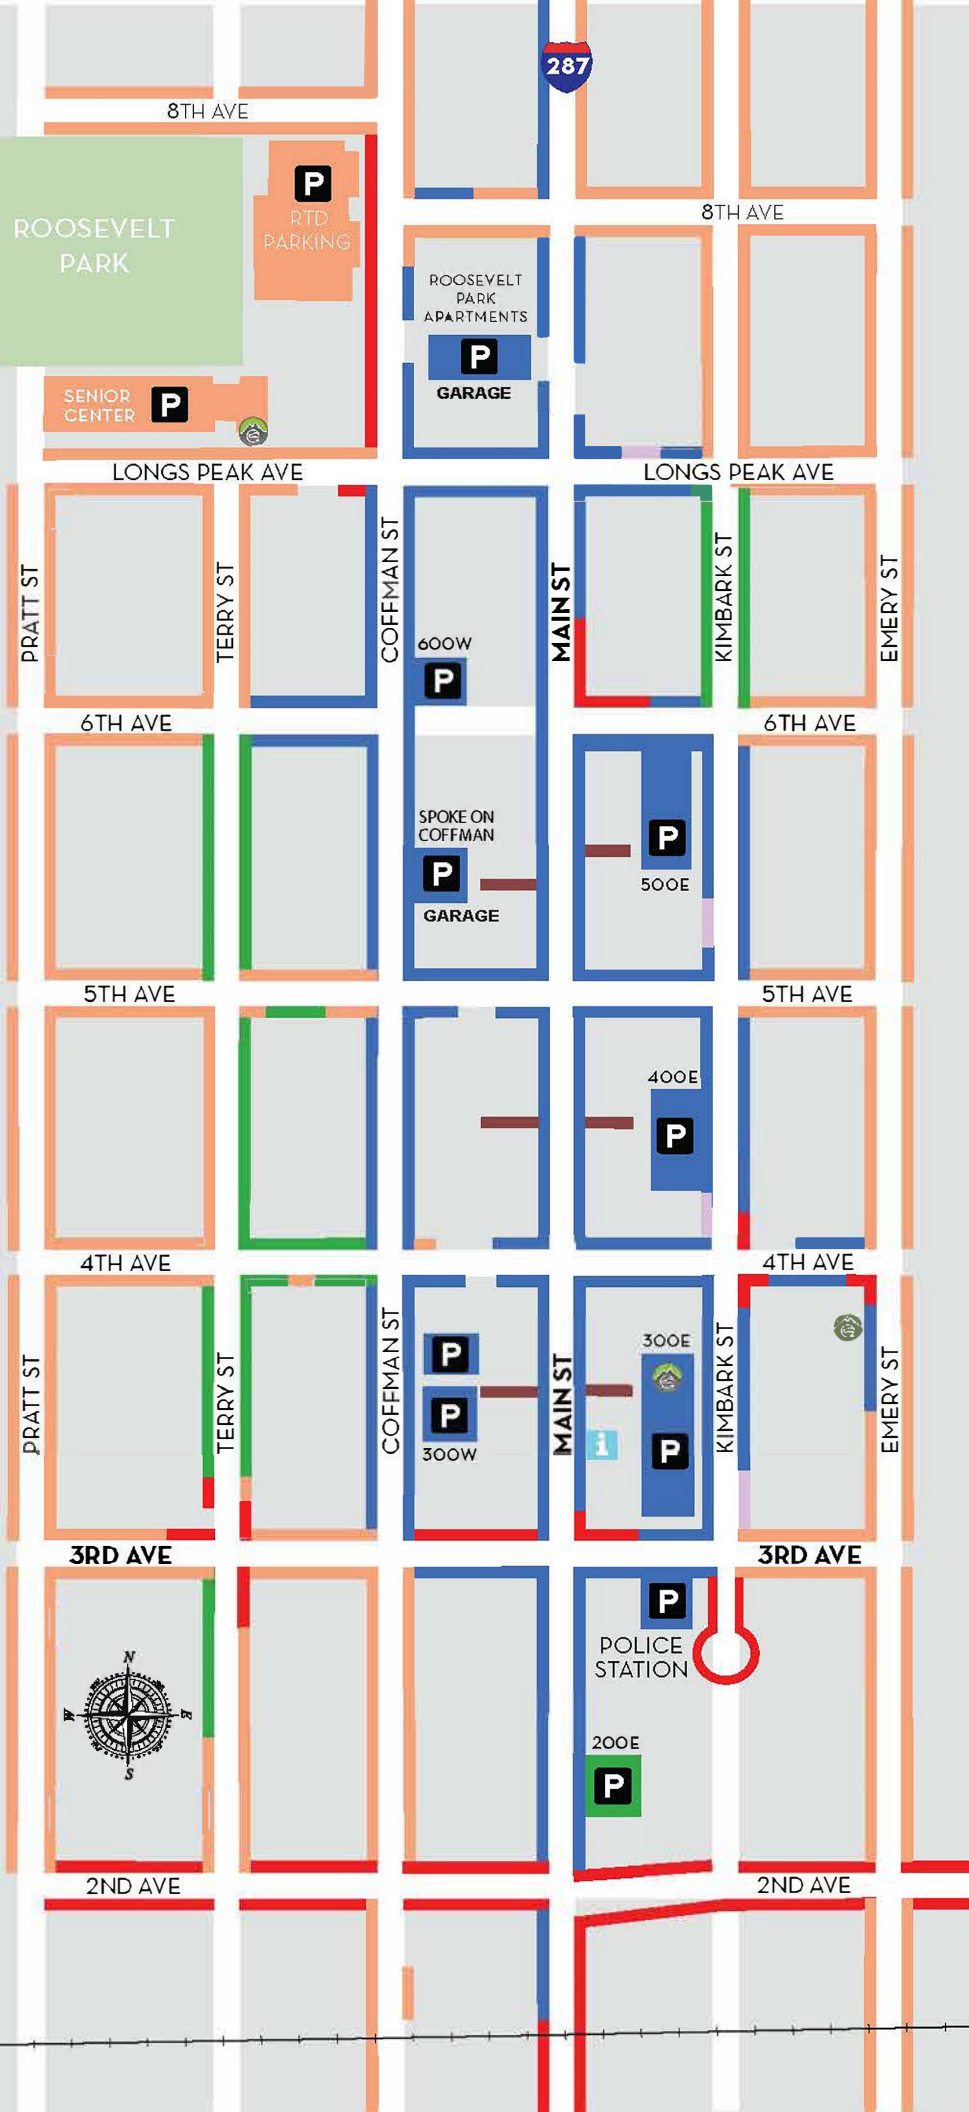 287
8TH AVE
P
ROOSEVELT
PARK
RTD
PARKING
8TH AVE
ROOSEVELT
PARK
APARTMENTS
P
GARAGE
SENIOR
CENTER
P
LONGS PEAK AVE
LONGS PEAK AVE
PRATT ST
TERRY ST
COFFMAN ST
MAIN ST
KIMBARK ST
EMERY ST
600W
P
6TH AVE
6TH AVE
SPOKE ON
COFFMAN
P
GARAGE
P
500E
5TH AVE
5TH AVE
400E
P
4TH AVE
4TH AVE
PRATT ST
TERRY ST
COFFMAN ST
MAIN ST
KIMBARK ST
EMERY ST
P
P
300W
300E
i
P
3RD AVE
3RD AVE
P
POLICE
STATION
N
W
E
S
200E
P
2ND AVE
2ND AVE